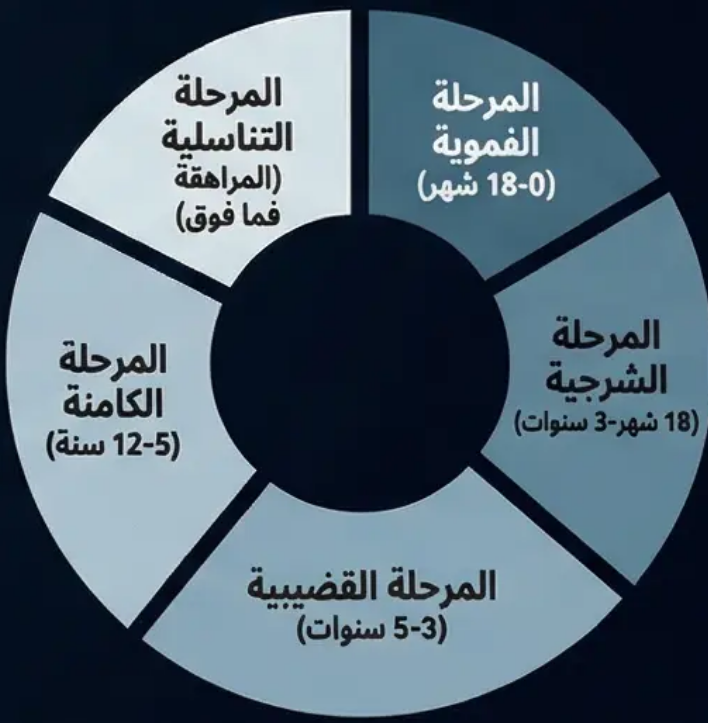 المرحلة
الفموية
(0-18 شهر)
المرحلة
الشرجية
(18 شهر-3 سنوات)
المرحلة القضيبية
(3-5 سنوات)
المرحلة
الكامنة
(5-12 سنة)
المرحلة
التناسلية
(المراهقة
فما فوق)